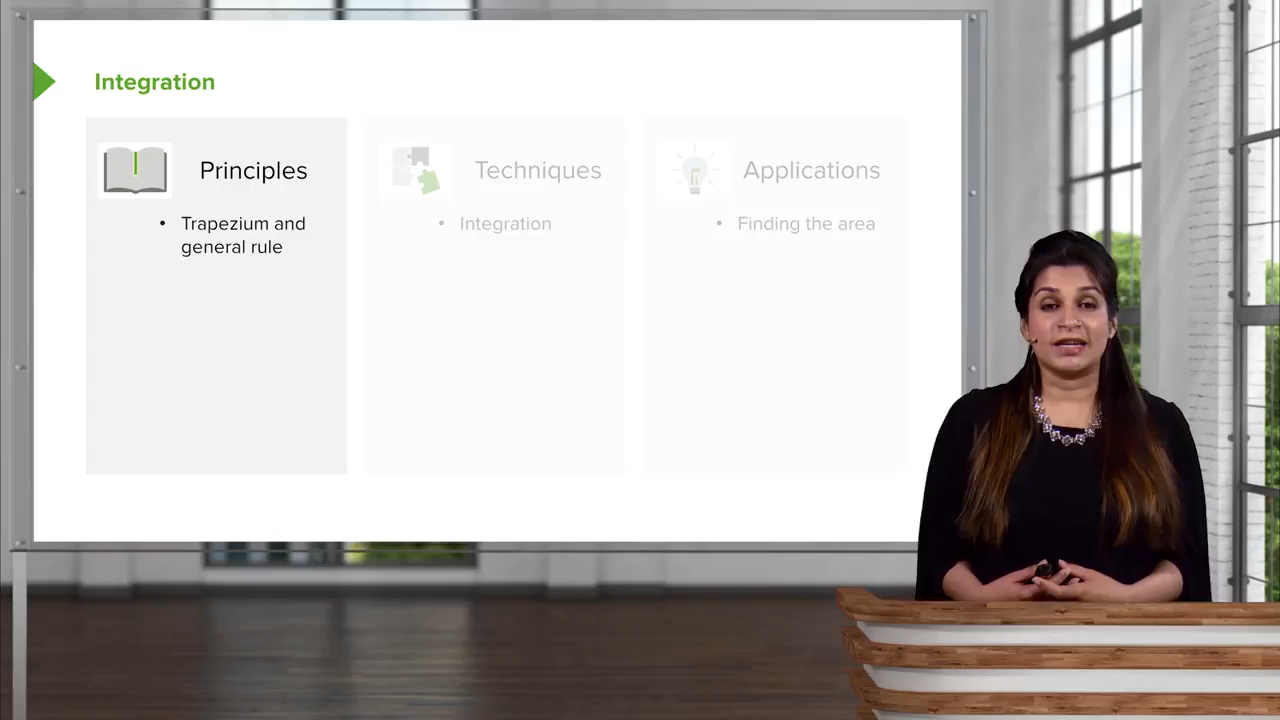 Integration
Principles
• Trapezium and
general rule
Techniques
• Integration
Applications
• Finding the area